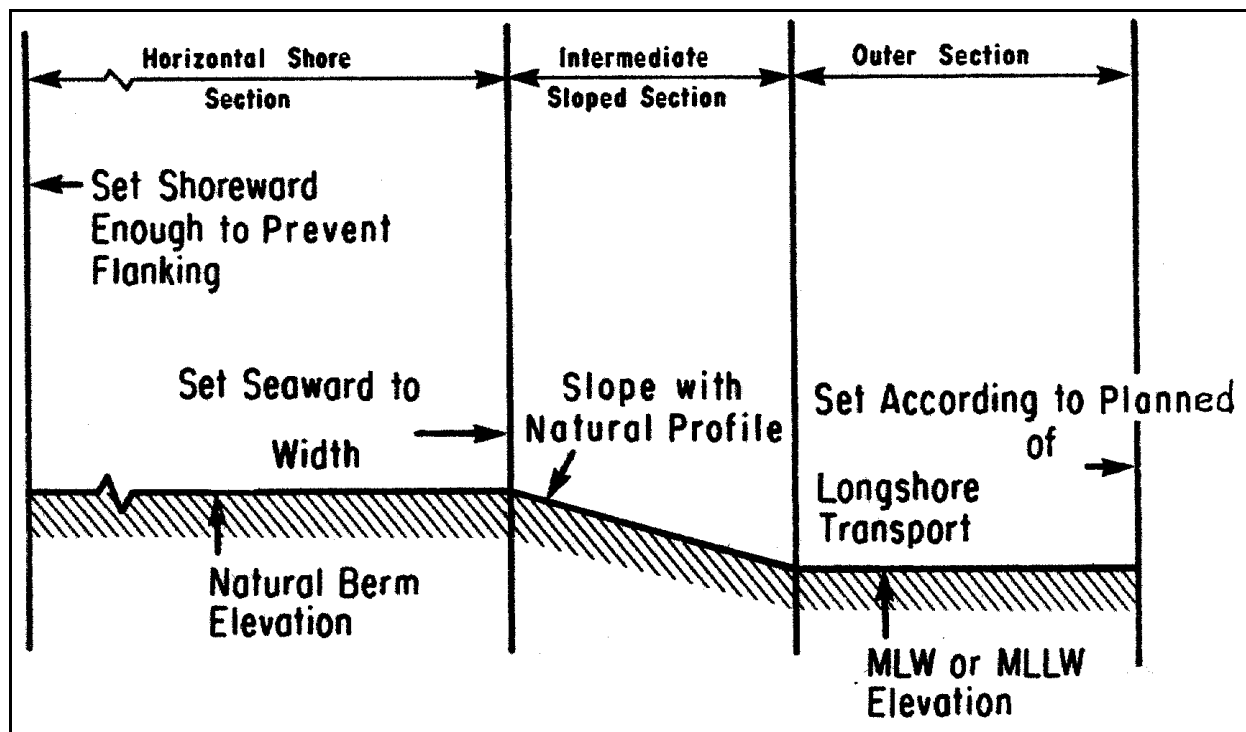 Horizontal Shore
Section
Intermediate
Sloped Section
Outer Section
Set Shoreward
Enough to Prevent
Flanking
Set Seaward to
Width
Slope with
Natural Profile
Set According to Planned
of
Longshore
Transport
Natural Berm
Elevation
MLW or MLLW
Elevation